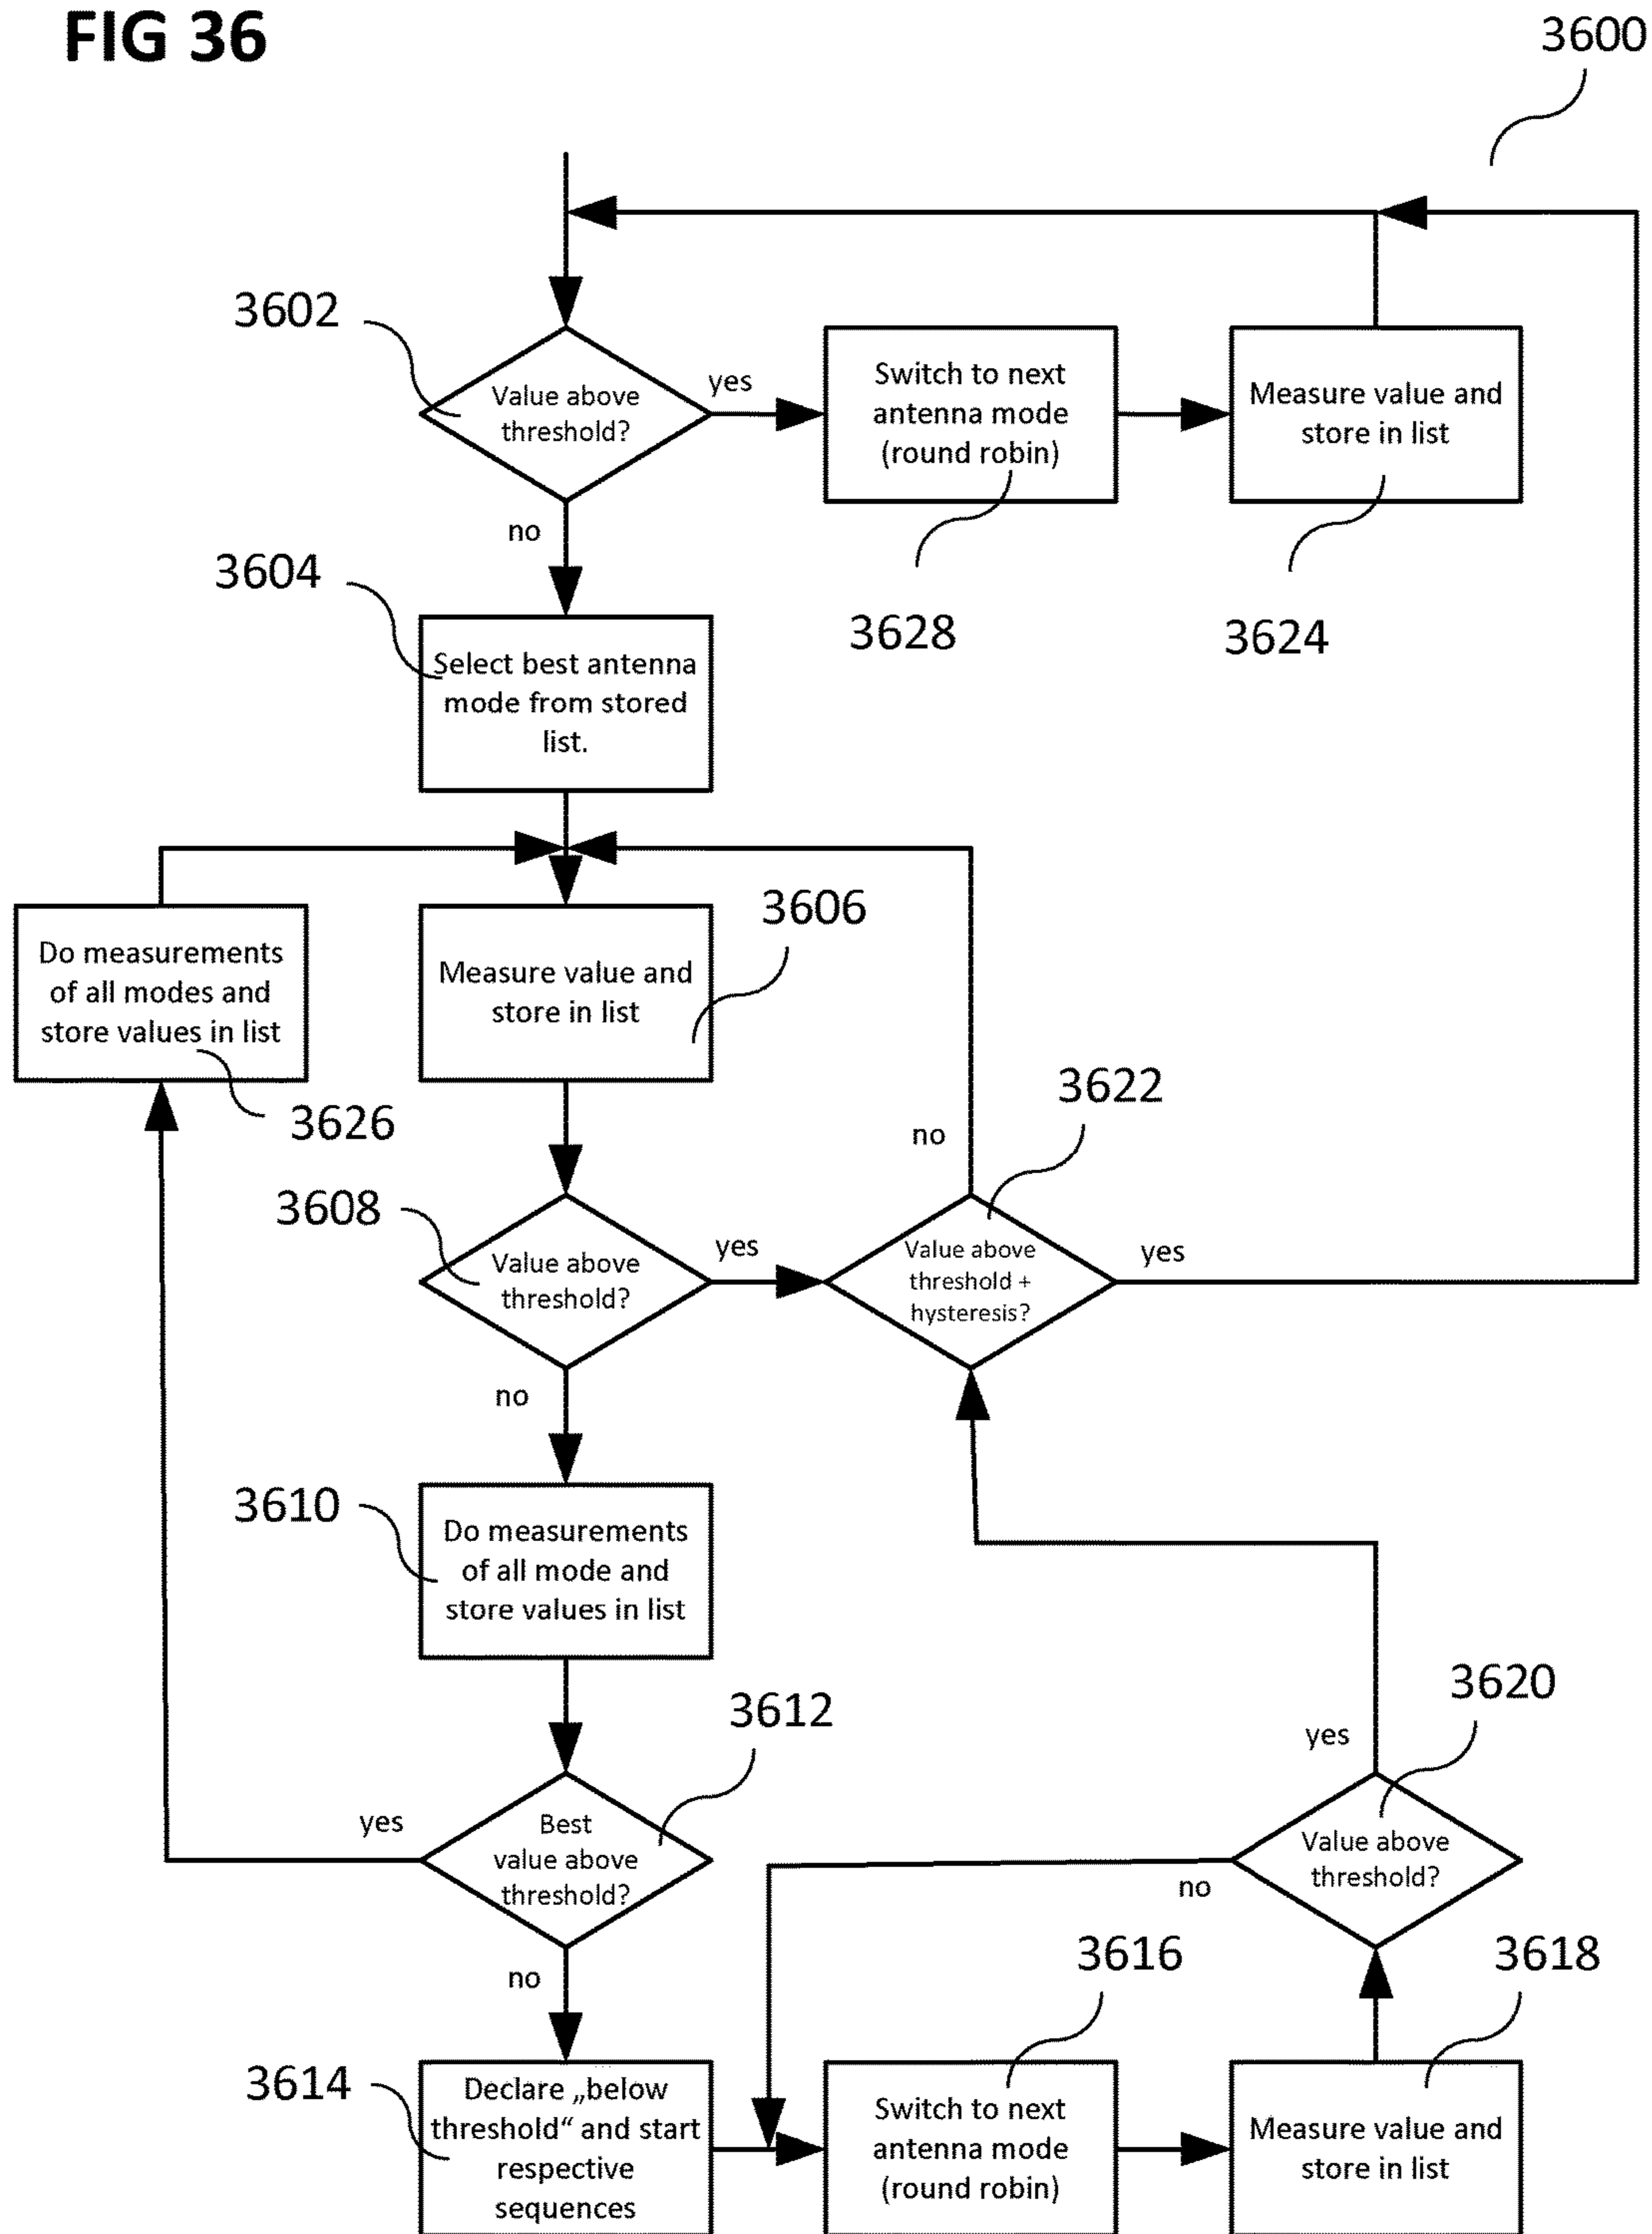 FIG 36
3600
3602
Value above
threshold?
yes
Switch to next
antenna mode
(round robin)
Measure value and
store in list
no
3604
3628
3624
Select best antenna
mode from stored
list.
3606
Do measurements
of all modes and
store values in list
Measure value and
store in list
3626
3622
no
3608
Value above
threshold?
yes
Value above
threshold +
hysteresis?
yes
no
3610
Do measurements
of all mode and
store values in list
3612
3620
yes
yes
Best
value above
threshold?
Value above
threshold?
no
no
3616
3618
3614
Declare „below
threshold“ and start
respective
sequences
Switch to next
antenna mode
(round robin)
Measure value and
store in list